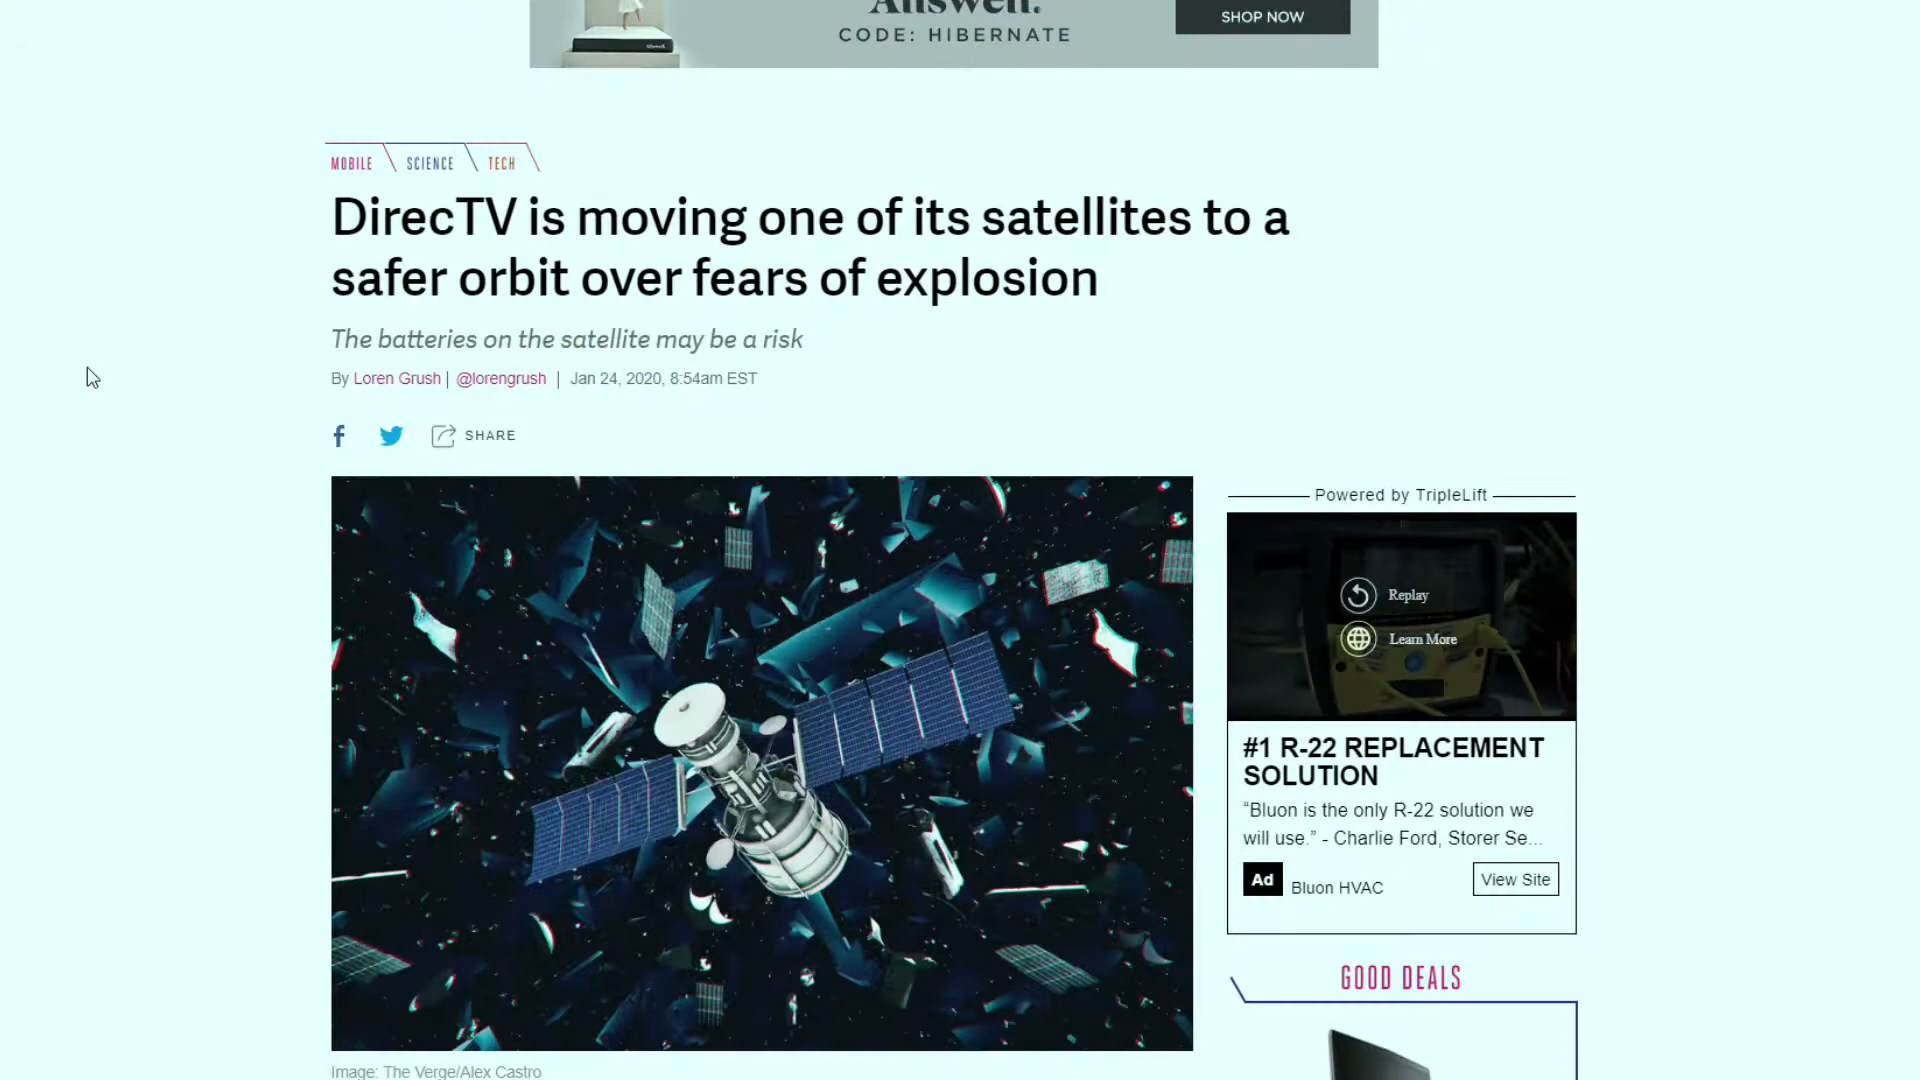 Answell.
CODE: HIBERNATE
SHOP NOW
MOBILE
SCIENCE
TECH
DirecTV is moving one of its satellites to a
safer orbit over fears of explosion
The batteries on the satellite may be a risk
By Loren Grush | @lorengrush | Jan 24, 2020, 8:54am EST
SHARE
Powered by TripleLift
Replay
Learn More
#1 R-22 REPLACEMENT
SOLUTION
“Bluon is the only R-22 solution we
will use.” - Charlie Ford, Storer Se...
Ad
Bluon HVAC
View Site
GOOD DEALS
Image: The Verge/Alex Castro